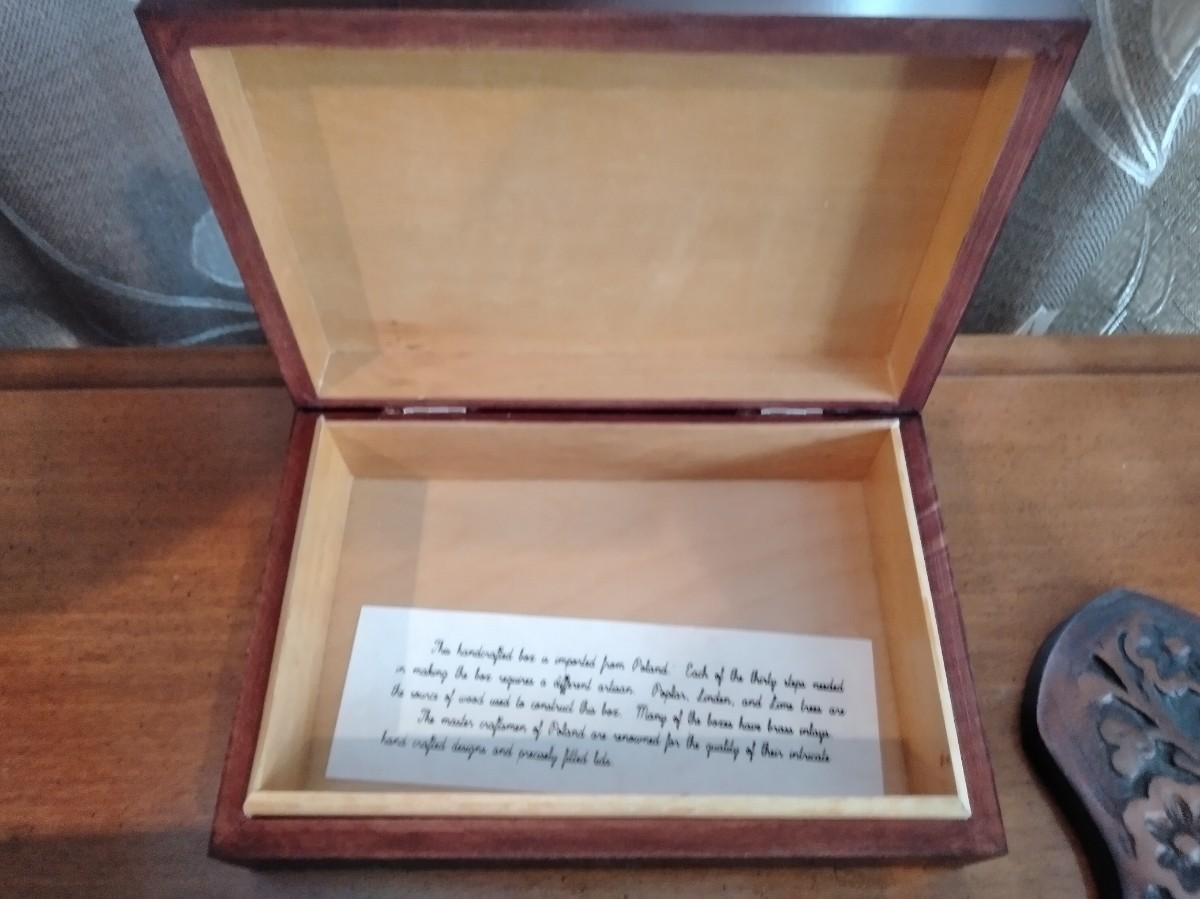 This handcrafted box is imported from Poland. Each of the thirty steps needed
in making the box requires a different artisan. Poplar, Linden, and Lime trees are
the source of wood used to construct this box. Many of the boxes have brass inlays.
The master craftsmen of Poland are renowned for the quality of their intricate
hand crafted designs and precisely fitted lids.